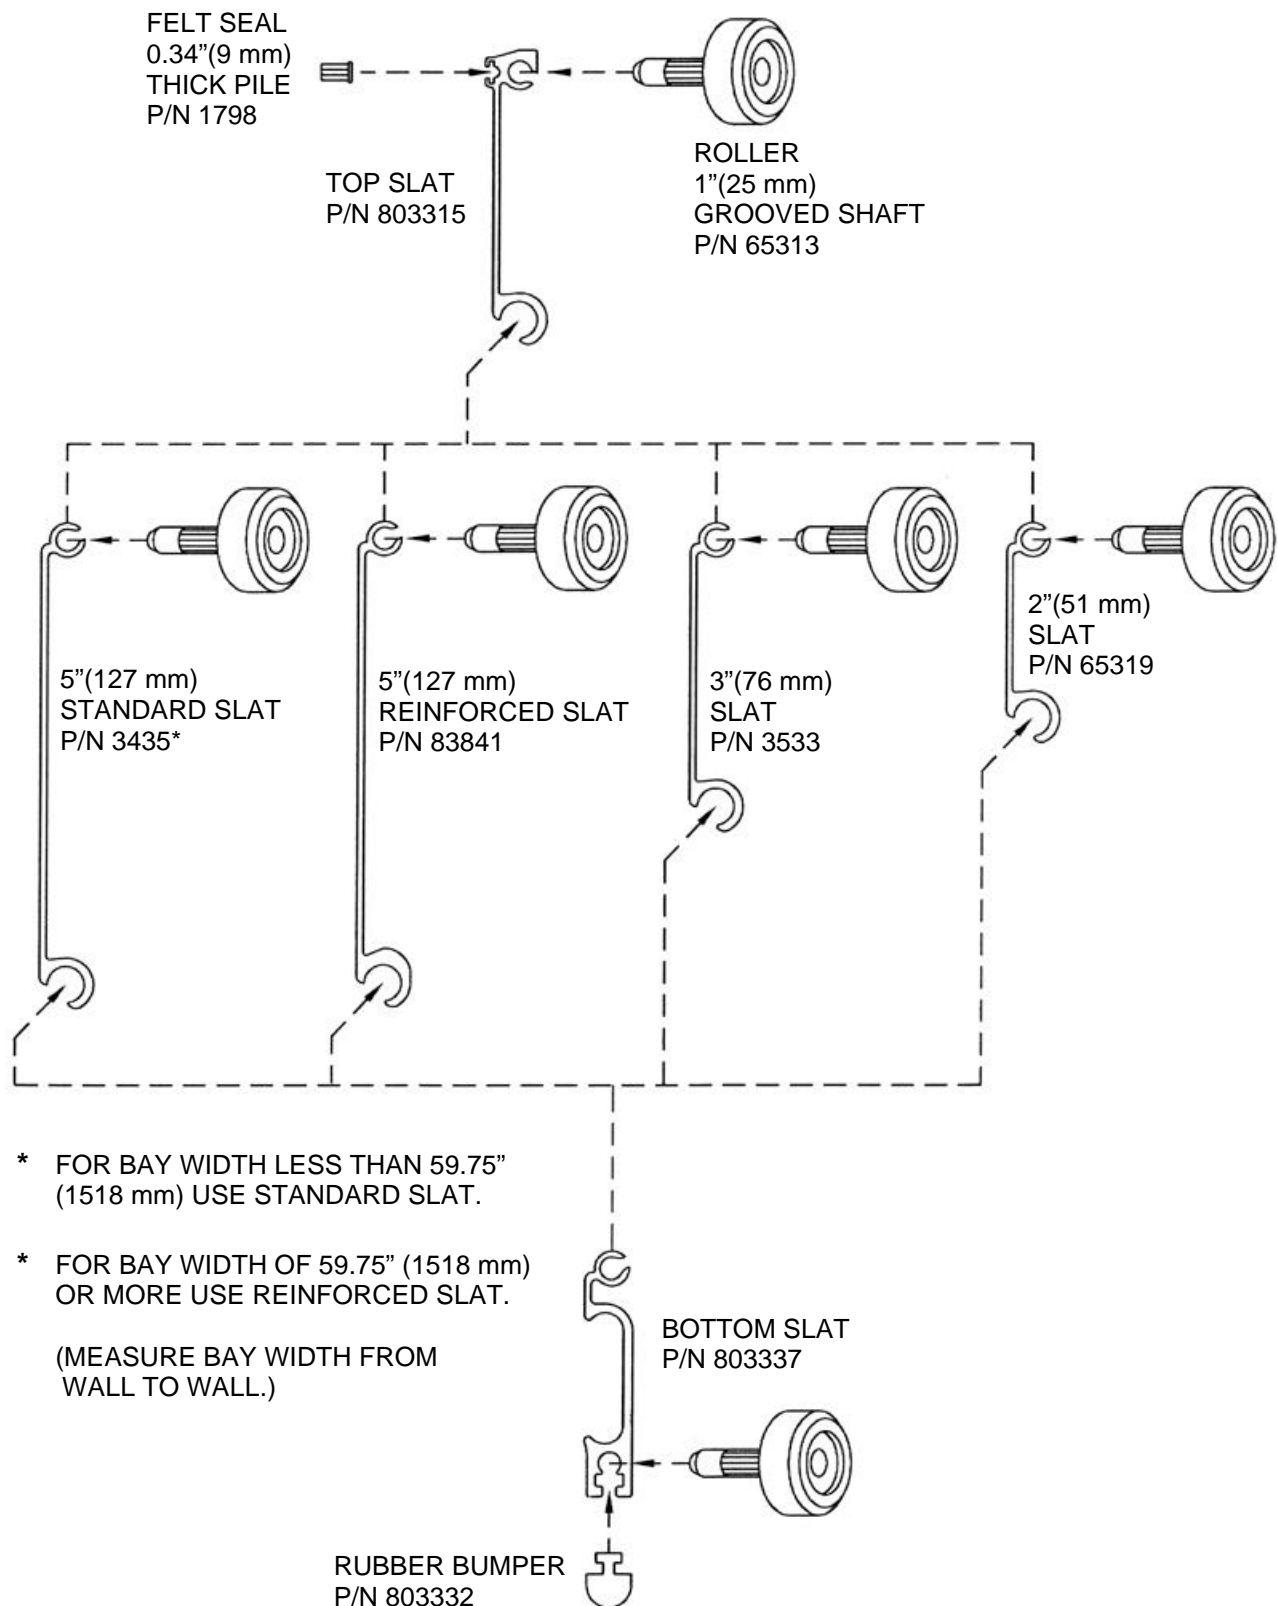 FELT SEAL
0.34”(9 mm)
THICK PILE
P/N 1798
TOP SLAT
P/N 803315
ROLLER
1”(25 mm)
GROOVED SHAFT
P/N 65313
5”(127 mm)
STANDARD SLAT
P/N 3435*
5”(127 mm)
REINFORCED SLAT
P/N 83841
3”(76 mm)
SLAT
P/N 3533
2”(51 mm)
SLAT
P/N 65319
* FOR BAY WIDTH LESS THAN 59.75”
(1518 mm) USE STANDARD SLAT.
* FOR BAY WIDTH OF 59.75” (1518 mm)
OR MORE USE REINFORCED SLAT.
(MEASURE BAY WIDTH FROM
WALL TO WALL.)
BOTTOM SLAT
P/N 803337
RUBBER BUMPER
P/N 803332